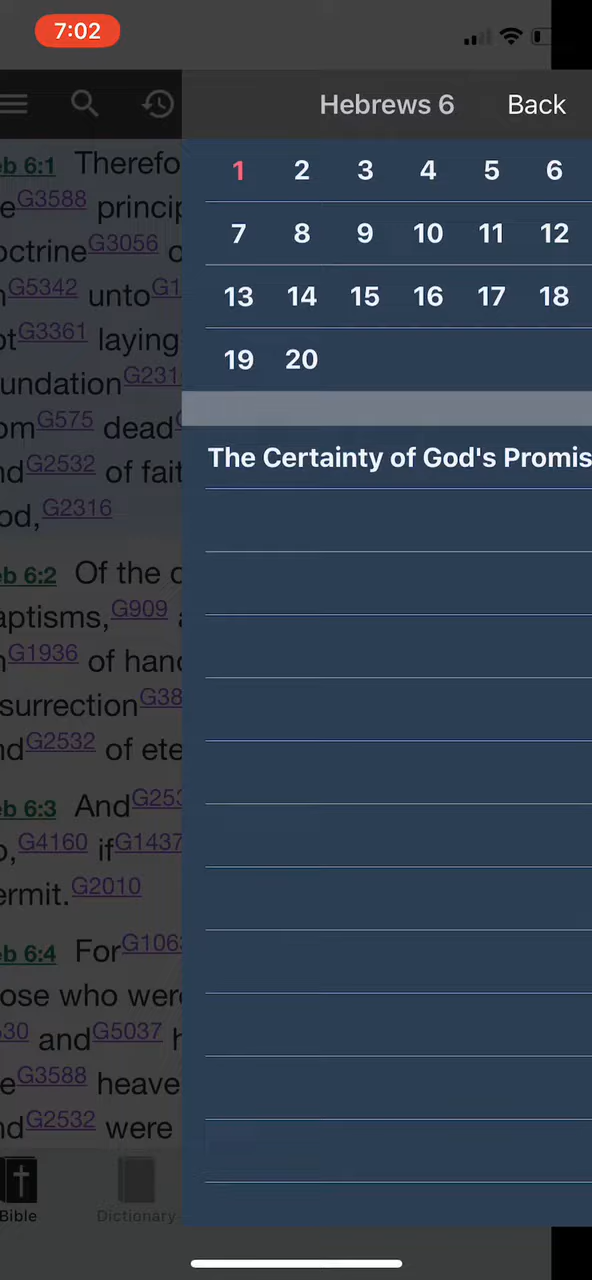 7:02
Hebrews 6 Back
1 2 3 4 5 6
7 8 9 10 11 12
13 14 15 16 17 18
19 20
The Certainty of God's Promis
eb 6:1 Therefo
eG3588 princip
octrineG3056 o
nG5342 untoG1
otG3361 laying
undationG231
omG575 dead
ndG2532 of fait
od,G2316
eb 6:2 Of the d
aptisms,G909
nG1936 of hand
surrectionG38
ndG2532 of ete
eb 6:3 AndG253
o,G4160 ifG1437
ermit.G2010
eb 6:4 ForG1063
ose who were
30 andG5037 h
eG3588 heave
ndG2532 were
Bible Dictionary